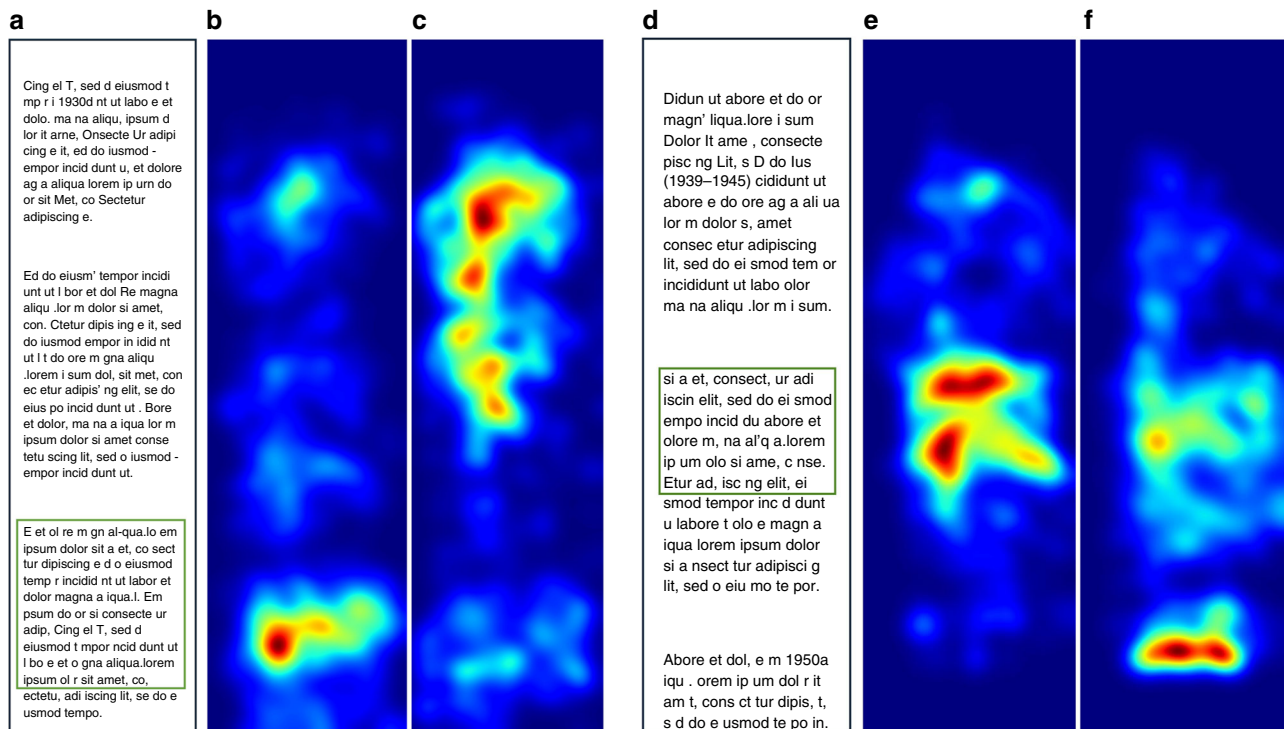 a b c d e f
Cing el T, sed d eiusmod t
mp r i 1930d nt ut labo e et
dolo. ma na aliqu, ipsum d
lor it arne, Onsecte Ur adipi
cing e it, ed do iusmod -
empor incid dunt u, et dolore
ag a aliqua lorem ip urn do
or sit Met, co Sectetur
adipiscing e.
Ed do eiusm' tempor incidi
unt ut l bor et dol Re magna
aliqu .lor m dolor si amet,
con. Ctetur dipis ing e it, sed
do iusmod empor in idid nt
ut l t do ore m gna aliqu
.lorem i sum dol, sit met, con
ec etur adipis' ng elit, se do
eius po incid dunt ut . Bore
et dolor, ma na a iqua lor m
ipsum dolor si amet conse
tetu scing lit, sed o iusmod -
empor incid dunt ut.
E et ol re m gn al-qua.lo em
ipsum dolor sit a et, co sect
tur dipiscing e d o eiusmod
temp r incidid nt ut labor et
dolor magna a iqua.l. Em
psum do or si consecte ur
adip, Cing el T, sed d
eiusmod t mpor ncid dunt ut
l bo e et o gna aliqua.lorem
ipsum ol r sit amet, co,
ectetu, adi iscing lit, se do e
usmod tempo.
Didun ut abore et do or
magn' liqua.lore i sum
Dolor It ame , consecte
pisc ng Lit, s D do Ius
(1939–1945) cididunt ut
abore e do ore ag a ali ua
lor m dolor s, amet
consec etur adipiscing
lit, sed do ei smod tem or
incididunt ut labo olor
ma na aliqu .lor m i sum.
si a et, consect, ur adi
iscin elit, sed do ei smod
empo incid du abore et
olore m, na al'q a.lorem
ip um olo si ame, c nse.
Etur ad, isc ng elit, ei
smod tempor inc d dunt
u labore t olo e magn a
iqua lorem ipsum dolor
si a nsect tur adipisci g
lit, sed o eiu mo te por.
Abore et dol, e m 1950a
iqu . orem ip um dol r it
am t, cons ct tur dipis, t,
s d do e usmod te po in.